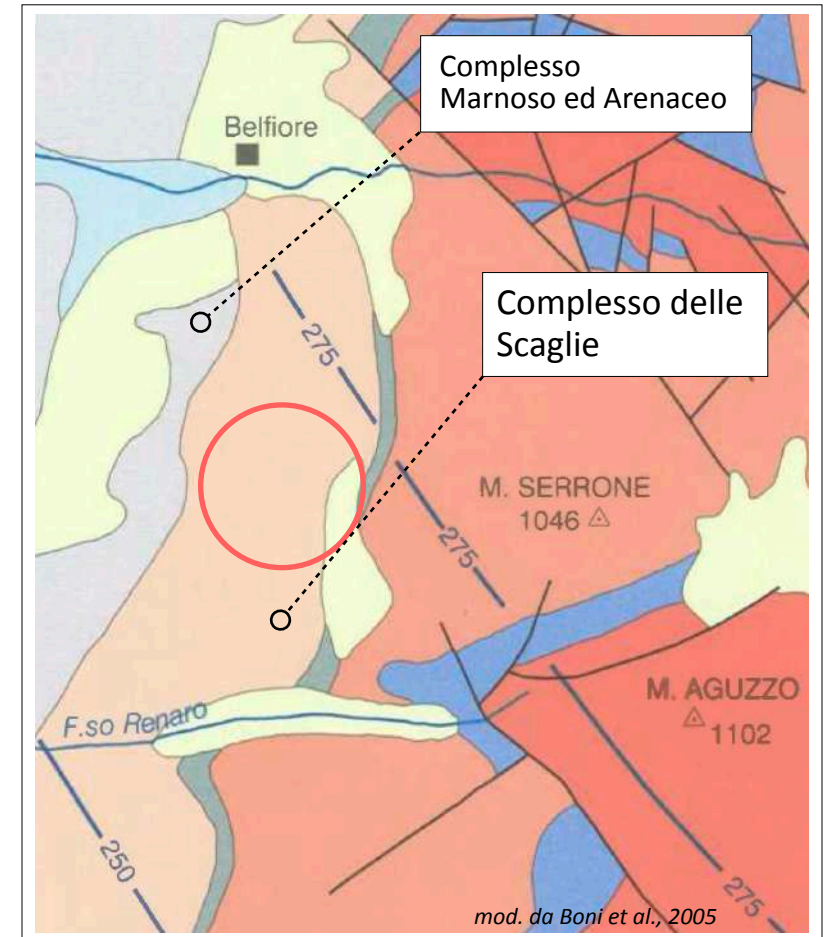 Complesso
Marnoso ed Arenaceo
Belfiore
275
Complesso delle
Scaglie
M. SERRONE
1046
275
M. AGUZZO
1102
F.so Renaro
250
275
mod. da Boni et al., 2005